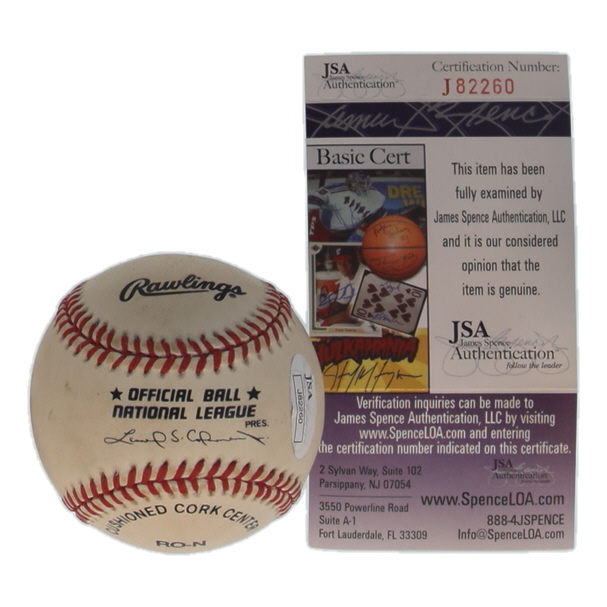 Rawlings
★ OFFICIAL BALL ★
NATIONAL LEAGUE
PRES.
CUSHIONED CORK CENTER
RO-N
JSA
J82260
JSA
James Spence
Authentication
Certification Number:
J 82260
Basic Cert
This item has been
fully examined by
James Spence Authentication, LLC
and it is our considered
opinion that the
item is genuine.
JSA
James Spence
Authentication
follow the leader
Verification inquiries can be made to
James Spence Authentication, LLC by visiting
www.SpenceLOA.com and entering
the certification number indicated on this certificate.
JSA
Authentication
2 Sylvan Way, Suite 102
Parsippany, NJ 07054
3550 Powerline Road
Suite A-1
Fort Lauderdale, FL 33309
www.SpenceLOA.com
888-4JSPENCE
Info@SpenceLOA.com